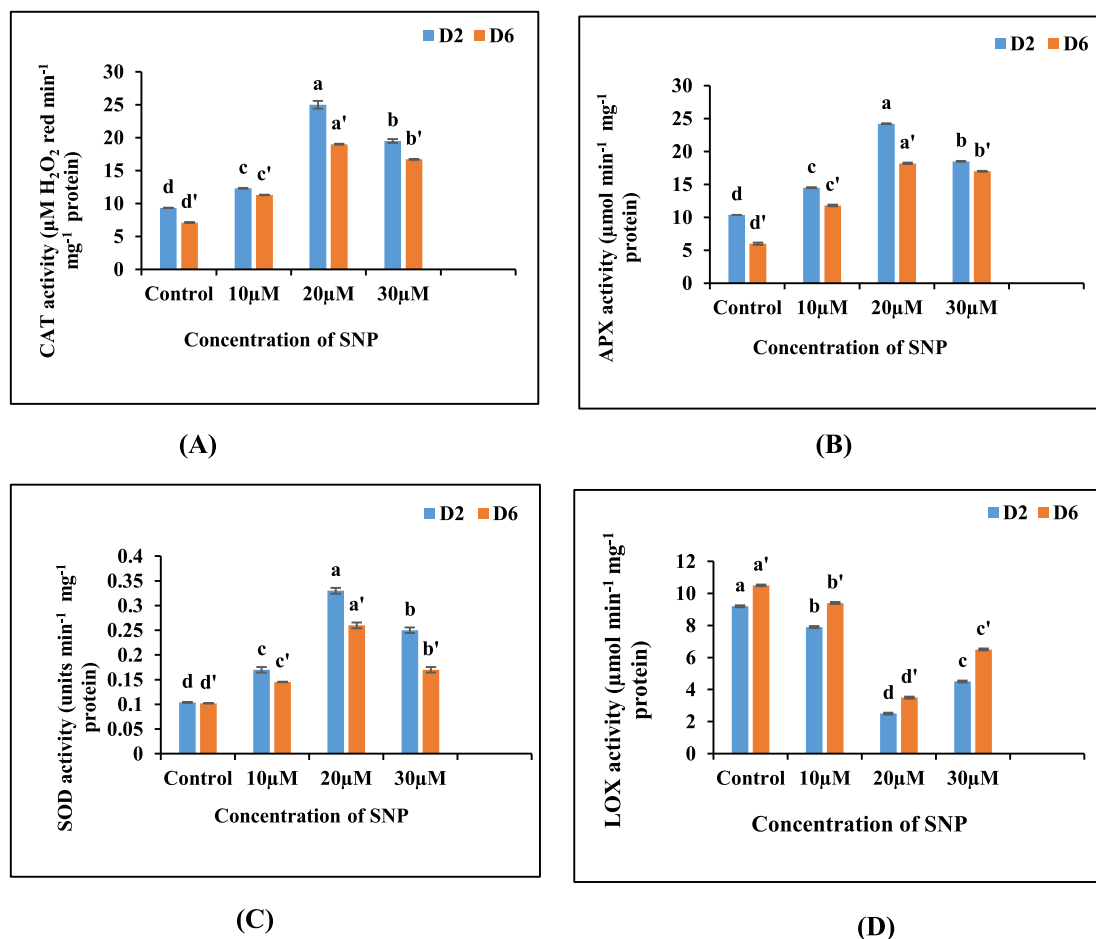 D2 D6
CAT activity (µM H₂O₂ red min⁻¹
mg⁻¹ protein)
30
25
20
15
10
5
0
d d' c c' a a' b b'
Control 10µM 20µM 30µM
Concentration of SNP
(A)
D2 D6
APX activity (µmol min⁻¹ mg⁻¹
protein)
30
25
20
15
10
5
0
d d' c c' a a' b b'
Control 10µM 20µM 30µM
Concentration of SNP
(B)
D2 D6
SOD activity (units min⁻¹ mg⁻¹
protein)
0.4
0.35
0.3
0.25
0.2
0.15
0.1
0.05
0
d d' c c' a a' b b'
Control 10µM 20µM 30µM
Concentration of SNP
(C)
D2 D6
LOX activity (µmol min⁻¹ mg⁻¹
protein)
12
10
8
6
4
2
0
a a' b b' d d' c c'
Control 10µM 20µM 30µM
Concentration of SNP
(D)